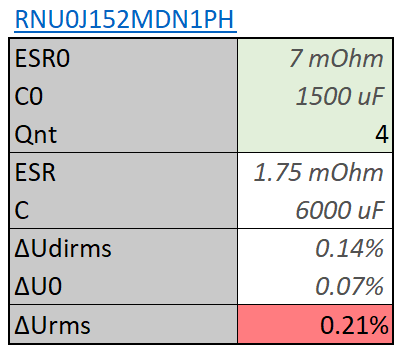 RNU0J152MDN1PH
ESR0 7 mOhm
C0 1500 uF
Qnt 4
ESR 1.75 mOhm
C 6000 uF
ΔUdirms 0.14%
ΔU0 0.07%
ΔUrms 0.21%